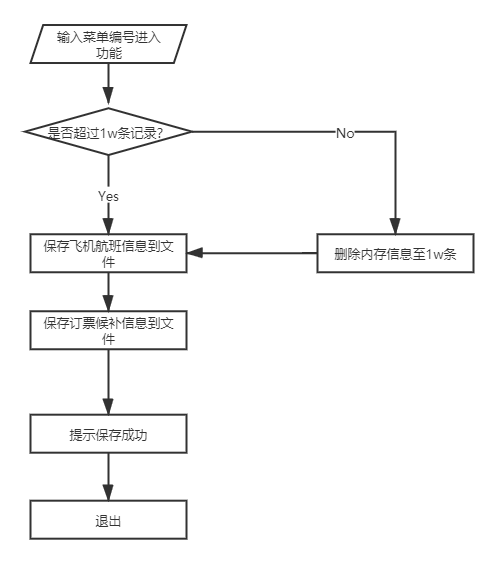 输入菜单编号进入
功能
是否超过1w条记录?
No
Yes
保存飞机航班信息到文
件
删除内存信息至1w条
保存订票候补信息到文
件
提示保存成功
退出